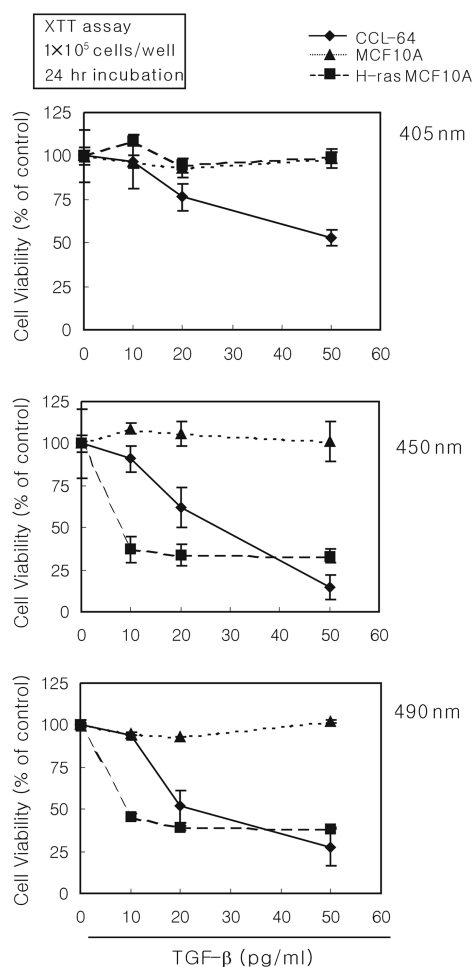 XTT assay
1×10⁵ cells/well
24 hr incubation
CCL-64
MCF10A
H-ras MCF10A
405 nm
Cell Viability (% of control)
125
100
75
50
25
0
0 10 20 30 40 50 60
450 nm
Cell Viability (% of control)
125
100
75
50
25
0
0 10 20 30 40 50 60
490 nm
Cell Viability (% of control)
125
100
75
50
25
0
0 10 20 30 40 50 60
TGF-β (pg/ml)